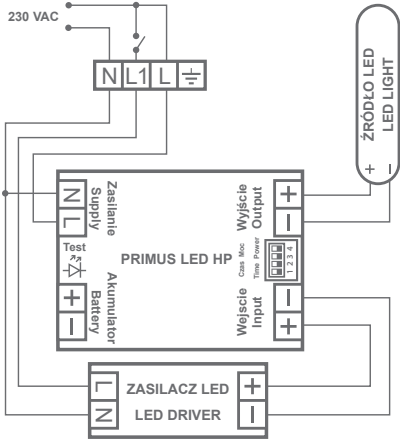 230 VAC
N L1 L
ŹRÓDŁO LED
LED LIGHT
+ -
N
L
Zasilanie
Supply
Wyjście
Output
+
-
Test
PRIMUS LED HP
Czas Moc
Time Power
1 2 3 4
+
-
Akumulator
Battery
Wejscie
Input
-
+
L
N
ZASILACZ LED
LED DRIVER
+
-